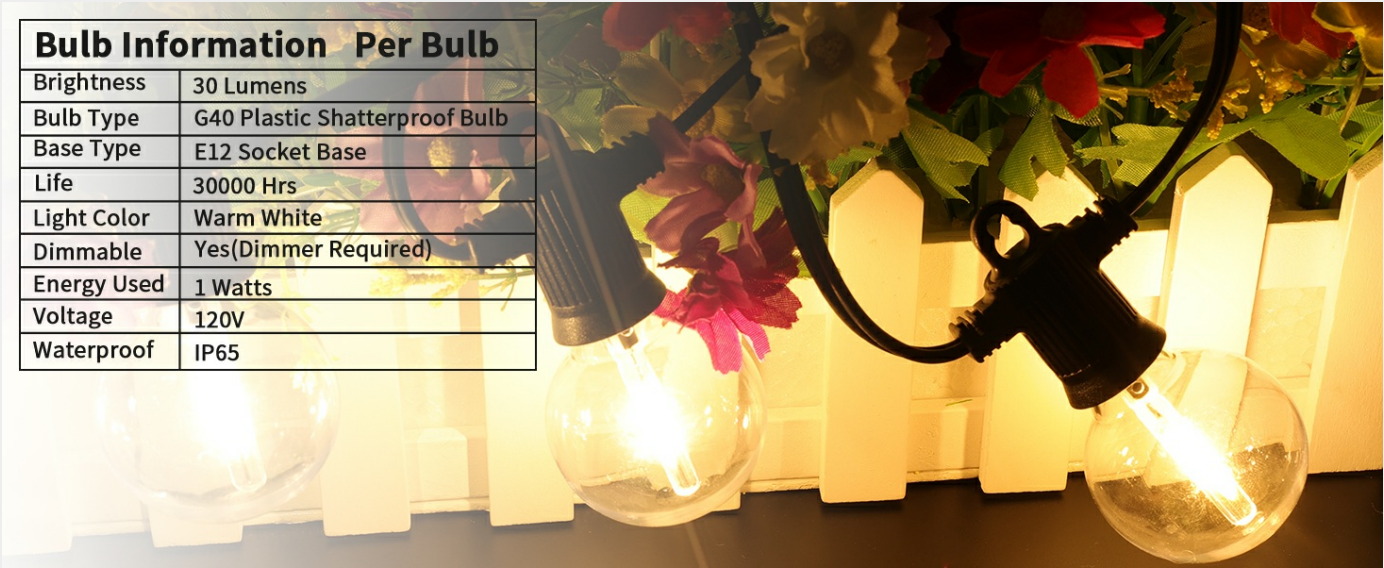 Bulb Information Per Bulb
Brightness 30 Lumens
Bulb Type G40 Plastic Shatterproof Bulb
Base Type E12 Socket Base
Life 30000 Hrs
Light Color Warm White
Dimmable Yes(Dimmer Required)
Energy Used 1 Watts
Voltage 120V
Waterproof IP65